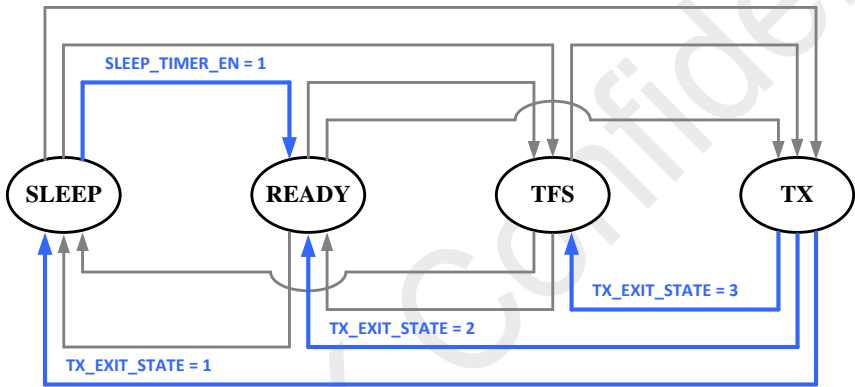 SLEEP_TIMER_EN = 1
SLEEP
READY
TFS
TX
TX_EXIT_STATE = 3
TX_EXIT_STATE = 2
TX_EXIT_STATE = 1